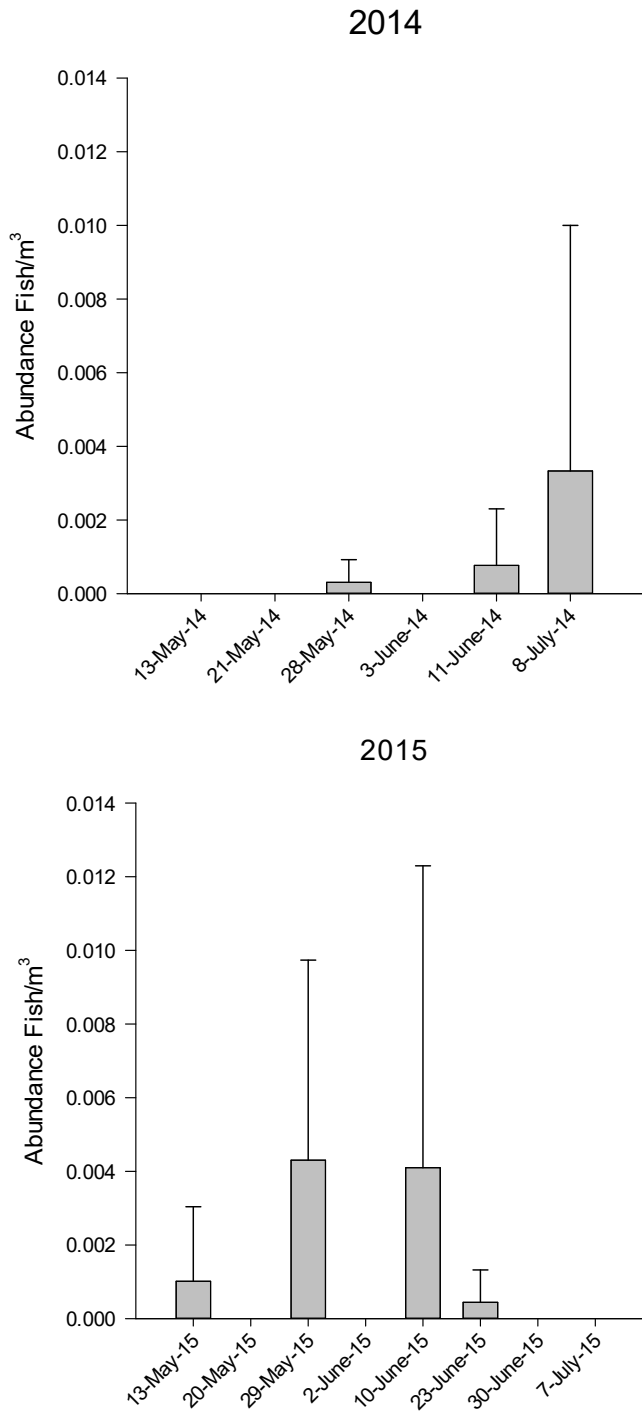 2014
Abundance Fish/m³
0.014
0.012
0.010
0.008
0.006
0.004
0.002
0.000
13-May-14
21-May-14
28-May-14
3-June-14
11-June-14
8-July-14
2015
Abundance Fish/m³
0.014
0.012
0.010
0.008
0.006
0.004
0.002
0.000
13-May-15
20-May-15
29-May-15
2-June-15
10-June-15
23-June-15
30-June-15
7-July-15